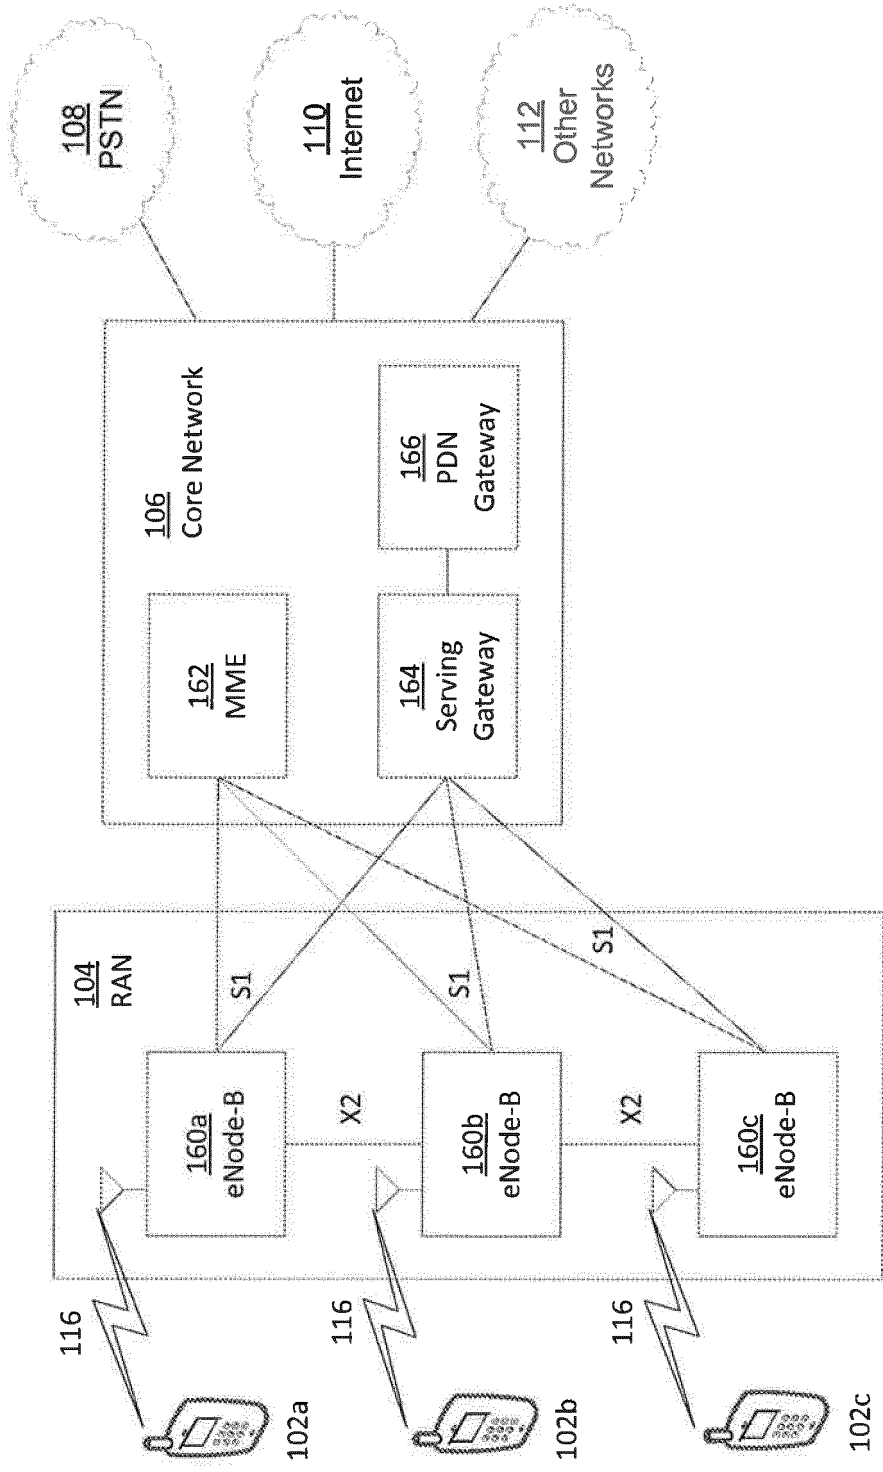 102a
102b
102c
116
116
116
104
RAN
160a
eNode-B
X2
160b
eNode-B
X2
160c
eNode-B
S1
S1
S1
106
Core Network
162
MME
164
Serving
Gateway
166
PDN
Gateway
108
PSTN
110
Internet
112
Other
Networks